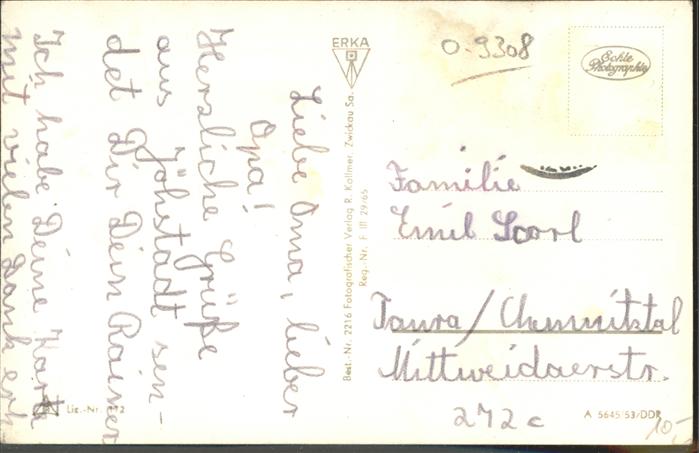 Liebe Oma, lieber
Opa!
Herzliche Grüße
aus Jöhstadt sen-
det Dir Dein Rainer
Ich habe Deine Karte
mit vielen Dank erh
ERKA
Best.-Nr. 2216 Fotografischer Verlag R. Kallmer, Zwickau Sa.
Reg.-Nr. F III 29/65
O-9308
Echte
Photographie
Familie
Emil
Taura/Chemnitztal
Mittweidaerstr.
272c
Lic.-Nr.
A 5645/53/DDR
10,-